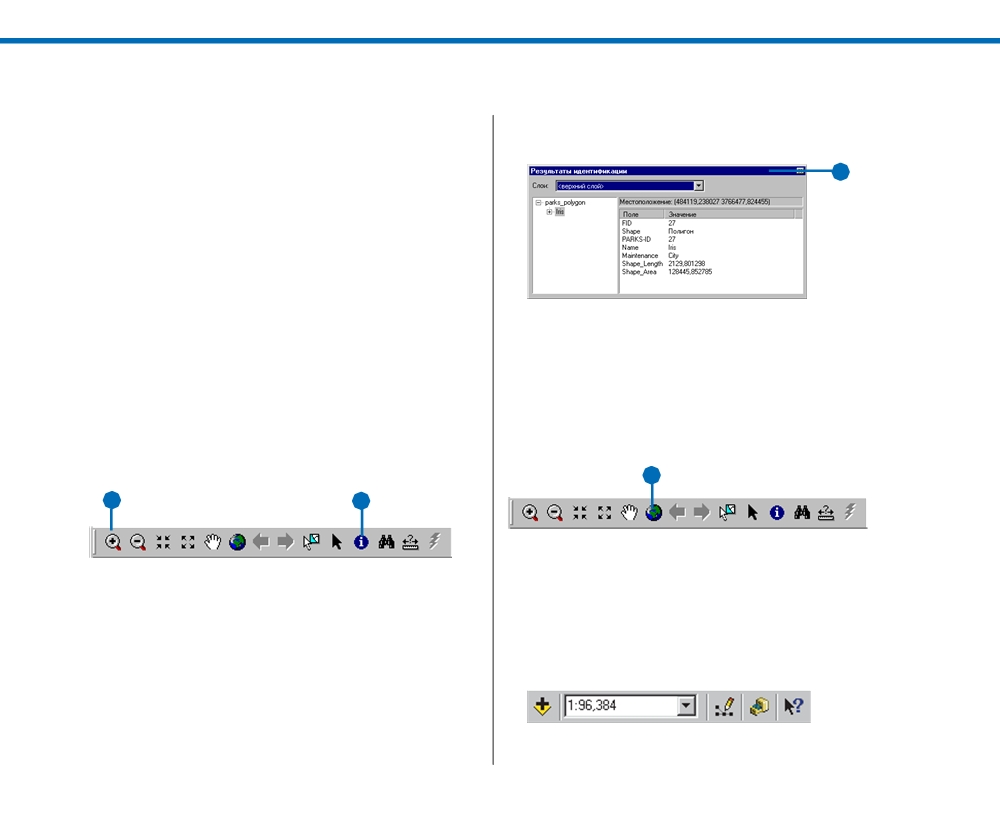 Результаты идентификации
Слои: <верхний слой>
parks_polygon
Iris
Местоположение: (484119,238027 3766477,824455)
Поле Значение
FID 27
Shape Полигон
PARKS-ID 27
Name Iris
Maintenance City
Shape_Length 2129,801298
Shape_Area 128445,852785
1:96,384